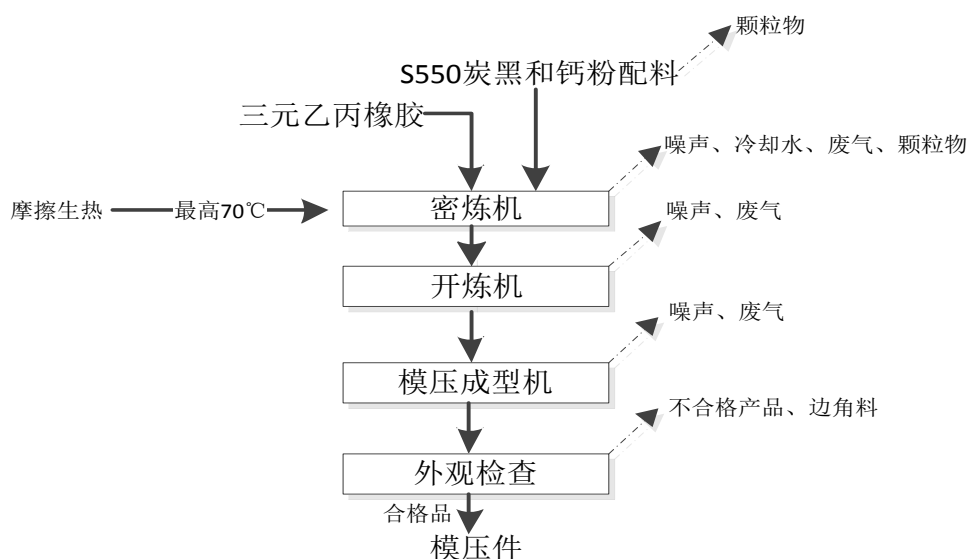 颗粒物
S550炭黑和钙粉配料
三元乙丙橡胶
噪声、冷却水、废气、颗粒物
摩擦生热
最高70℃
密炼机
噪声、废气
开炼机
噪声、废气
模压成型机
不合格产品、边角料
外观检查
合格品
模压件